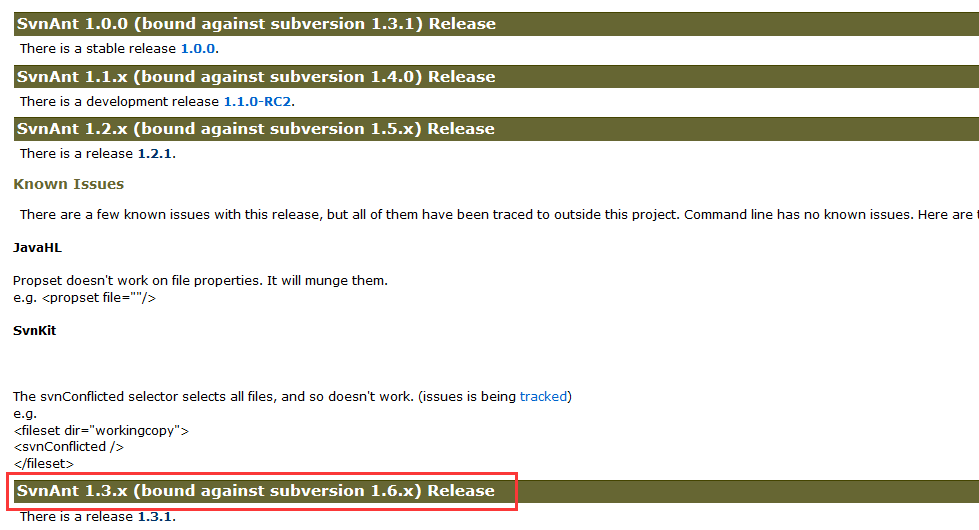 SvnAnt 1.0.0 (bound against subversion 1.3.1) Release
There is a stable release 1.0.0.
SvnAnt 1.1.x (bound against subversion 1.4.0) Release
There is a development release 1.1.0-RC2.
SvnAnt 1.2.x (bound against subversion 1.5.x) Release
There is a release 1.2.1.
Known Issues
There are a few known issues with this release, but all of them have been traced to outside this project. Command line has no known issues. Here are
JavaHL
Propset doesn't work on file properties. It will munge them.
e.g. <propset file=""/>
SvnKit
The svnConflicted selector selects all files, and so doesn't work. (issues is being tracked)
e.g.
<fileset dir="workingcopy">
<svnConflicted />
</fileset>
SvnAnt 1.3.x (bound against subversion 1.6.x) Release
There is a release 1.3.1.